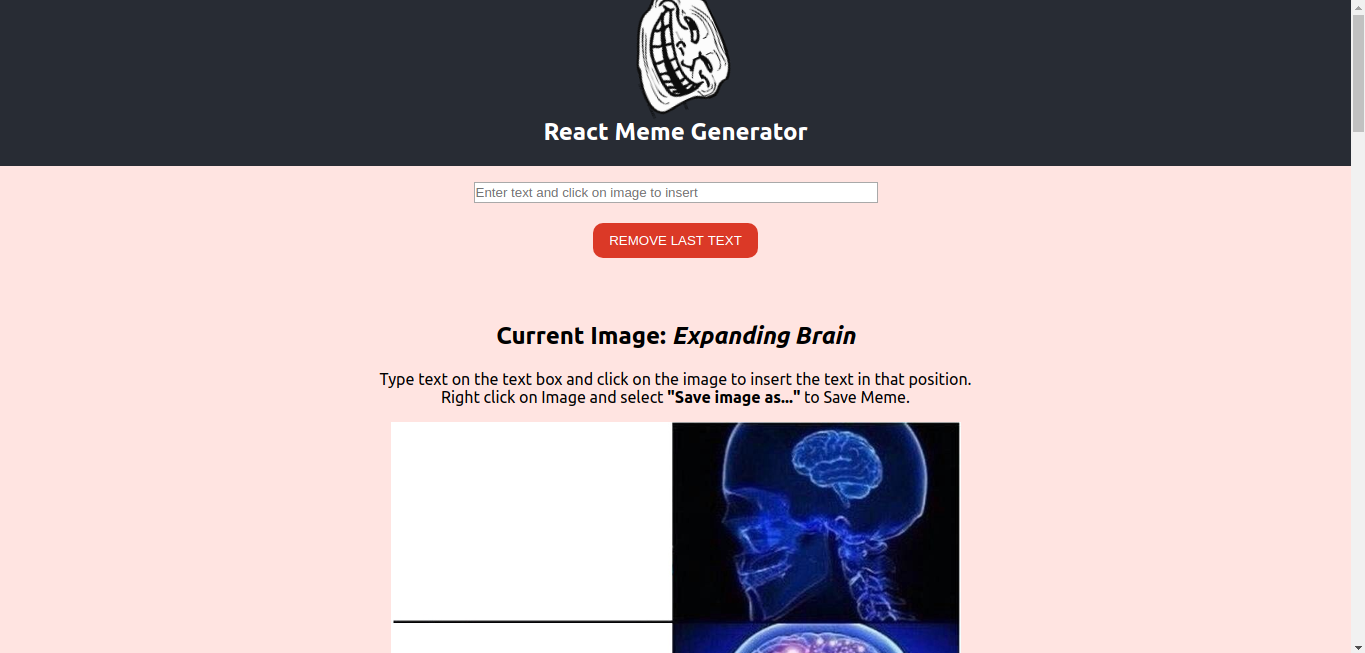 React Meme Generator
Enter text and click on image to insert
REMOVE LAST TEXT
Current Image: Expanding Brain
Type text on the text box and click on the image to insert the text in that position.
Right click on Image and select "Save image as..." to Save Meme.